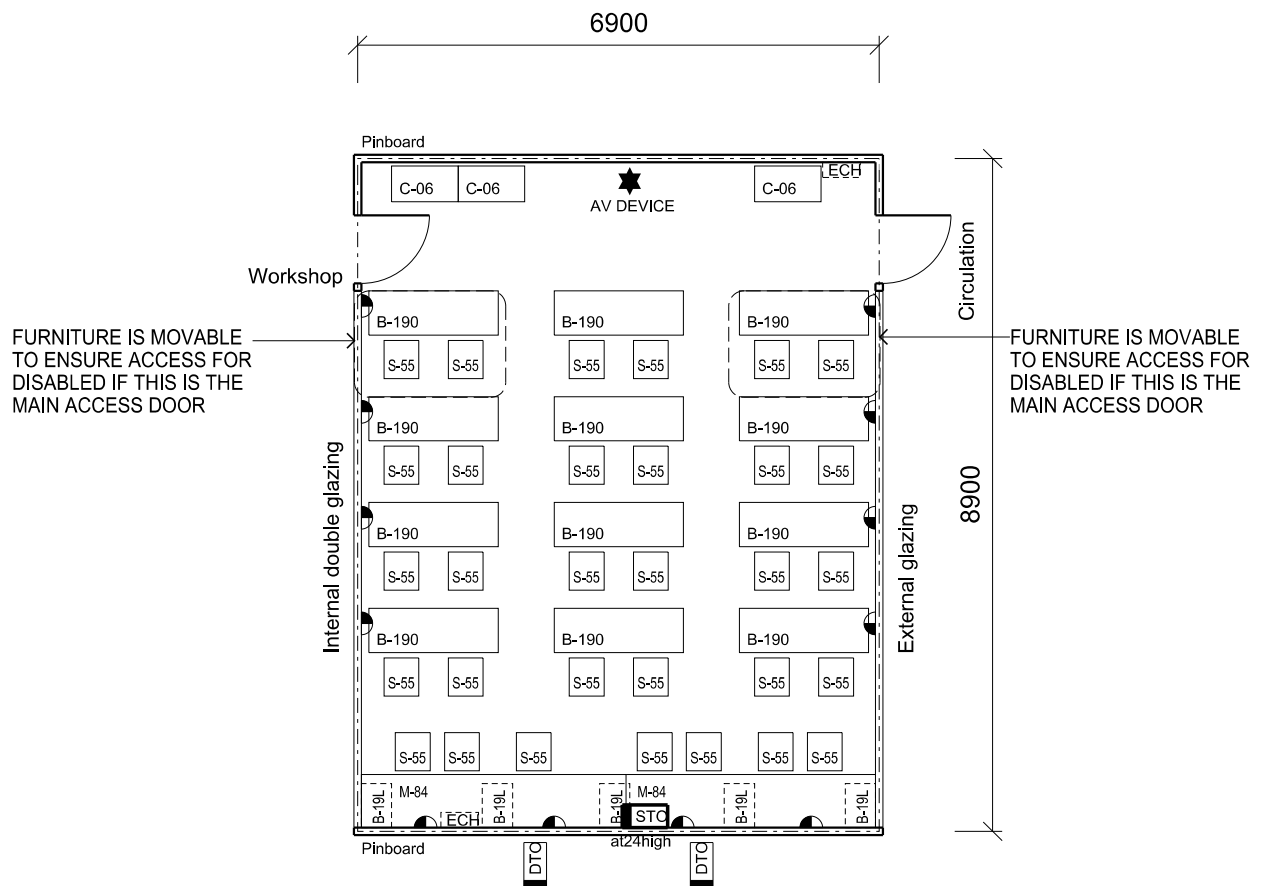 6900
Pinboard
ECH
C-06 C-06 C-06
AV DEVICE
Workshop
Circulation
FURNITURE IS MOVABLE
TO ENSURE ACCESS FOR
DISABLED IF THIS IS THE
MAIN ACCESS DOOR
B-190 B-190 B-190
S-55 S-55 S-55 S-55 S-55 S-55
FURNITURE IS MOVABLE
TO ENSURE ACCESS FOR
DISABLED IF THIS IS THE
MAIN ACCESS DOOR
B-190 B-190 B-190
S-55 S-55 S-55 S-55 S-55 S-55
Internal double glazing
8900
B-190 B-190 B-190
S-55 S-55 S-55 S-55 S-55 S-55
External glazing
B-190 B-190 B-190
S-55 S-55 S-55 S-55 S-55 S-55
S-55 S-55 S-55 S-55 S-55 S-55 S-55
B-19L M-84 B-19L B-19L M-84 B-19L B-19L
ECH STO
Pinboard at24high
DTO DTO